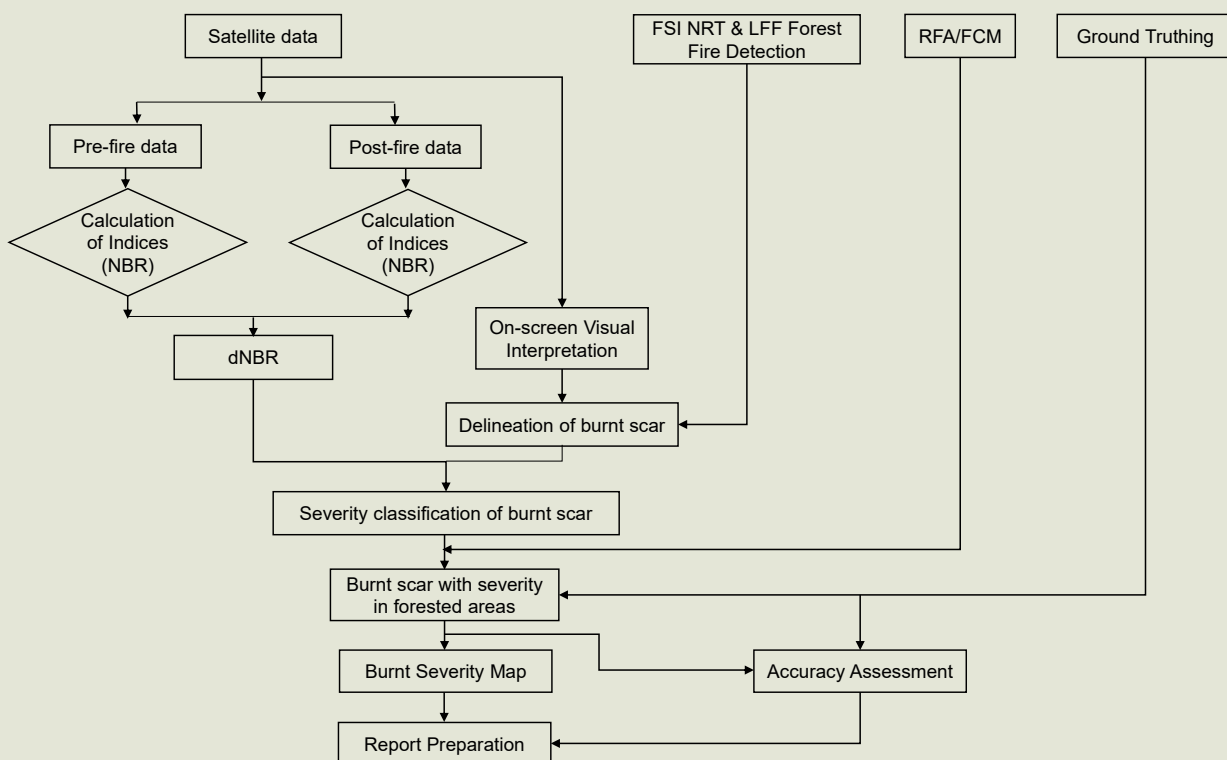 Satellite data
FSI NRT & LFF Forest
Fire Detection
RFA/FCM
Ground Truthing
Pre-fire data
Post-fire data
Calculation
of Indices
(NBR)
Calculation
of Indices
(NBR)
On-screen Visual
Interpretation
dNBR
Delineation of burnt scar
Severity classification of burnt scar
Burnt scar with severity
in forested areas
Burnt Severity Map
Accuracy Assessment
Report Preparation